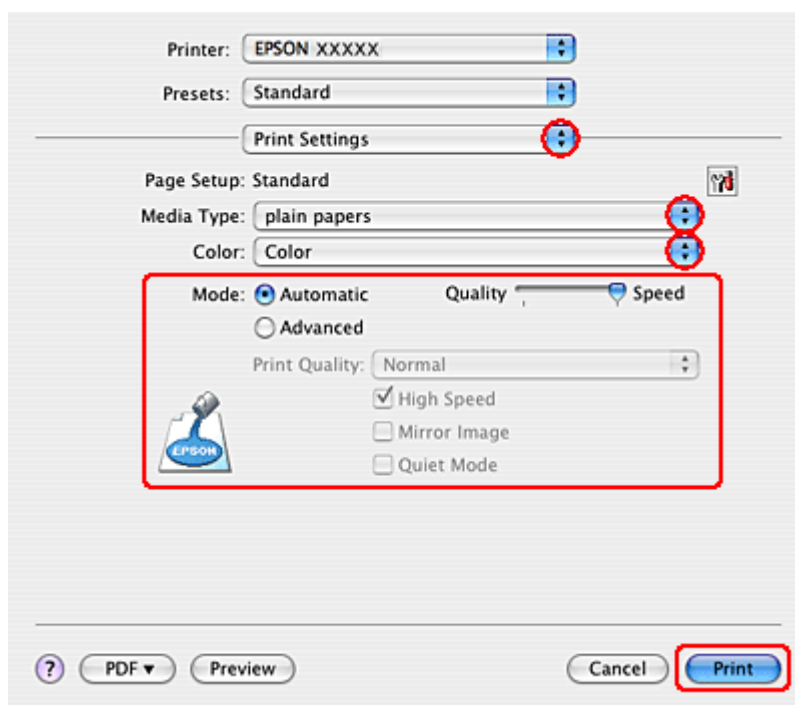 Printer: EPSON XXXXX
Presets: Standard
Print Settings
Page Setup: Standard
Media Type: plain papers
Color: Color
Mode: Automatic Quality Speed
Advanced
Print Quality: Normal
High Speed
EPSON Mirror Image
Quiet Mode
? PDF ▼ Preview Cancel Print